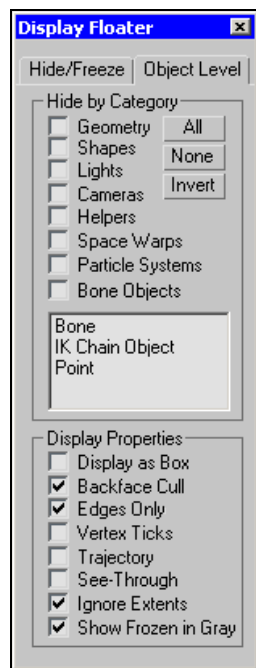 Display Floater
Hide/Freeze Object Level
Hide by Category
Geometry All
Shapes
Lights None
Cameras Invert
Helpers
Space Warps
Particle Systems
Bone Objects
Bone
IK Chain Object
Point
Display Properties
Display as Box
Backface Cull
Edges Only
Vertex Ticks
Trajectory
See-Through
Ignore Extents
Show Frozen in Gray